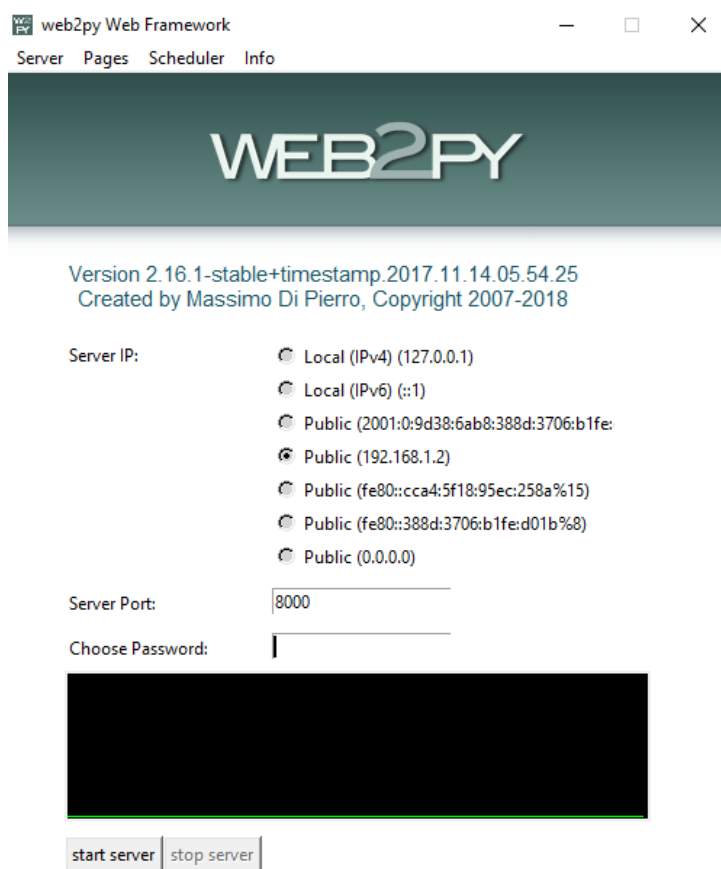 web2py Web Framework
Server Pages Scheduler Info
WEB2PY
Version 2.16.1-stable+timestamp.2017.11.14.05.54.25
Created by Massimo Di Pierro, Copyright 2007-2018
Server IP:
Local (IPv4) (127.0.0.1)
Local (IPv6) (::1)
Public (2001:0:9d38:6ab8:388d:3706:b1fe:
Public (192.168.1.2)
Public (fe80::cca4:5f18:95ec:258a%15)
Public (fe80::388d:3706:b1fe:d01b%8)
Public (0.0.0.0)
Server Port: 8000
Choose Password:
start server stop server